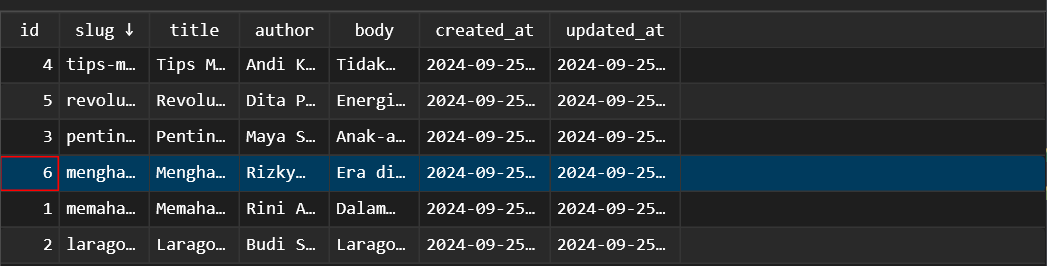 id slug ↓ title author body created_at updated_at
4 tips-m… Tips M… Andi K… Tidak… 2024-09-25… 2024-09-25…
5 revolu… Revolu… Dita P… Energi… 2024-09-25… 2024-09-25…
3 pentin… Pentin… Maya S… Anak-a… 2024-09-25… 2024-09-25…
6 mengha… Mengha… Rizky… Era di… 2024-09-25… 2024-09-25…
1 memaha… Memaha… Rini A… Dalam… 2024-09-25… 2024-09-25…
2 larago… Larago… Budi S… Larago… 2024-09-25… 2024-09-25…